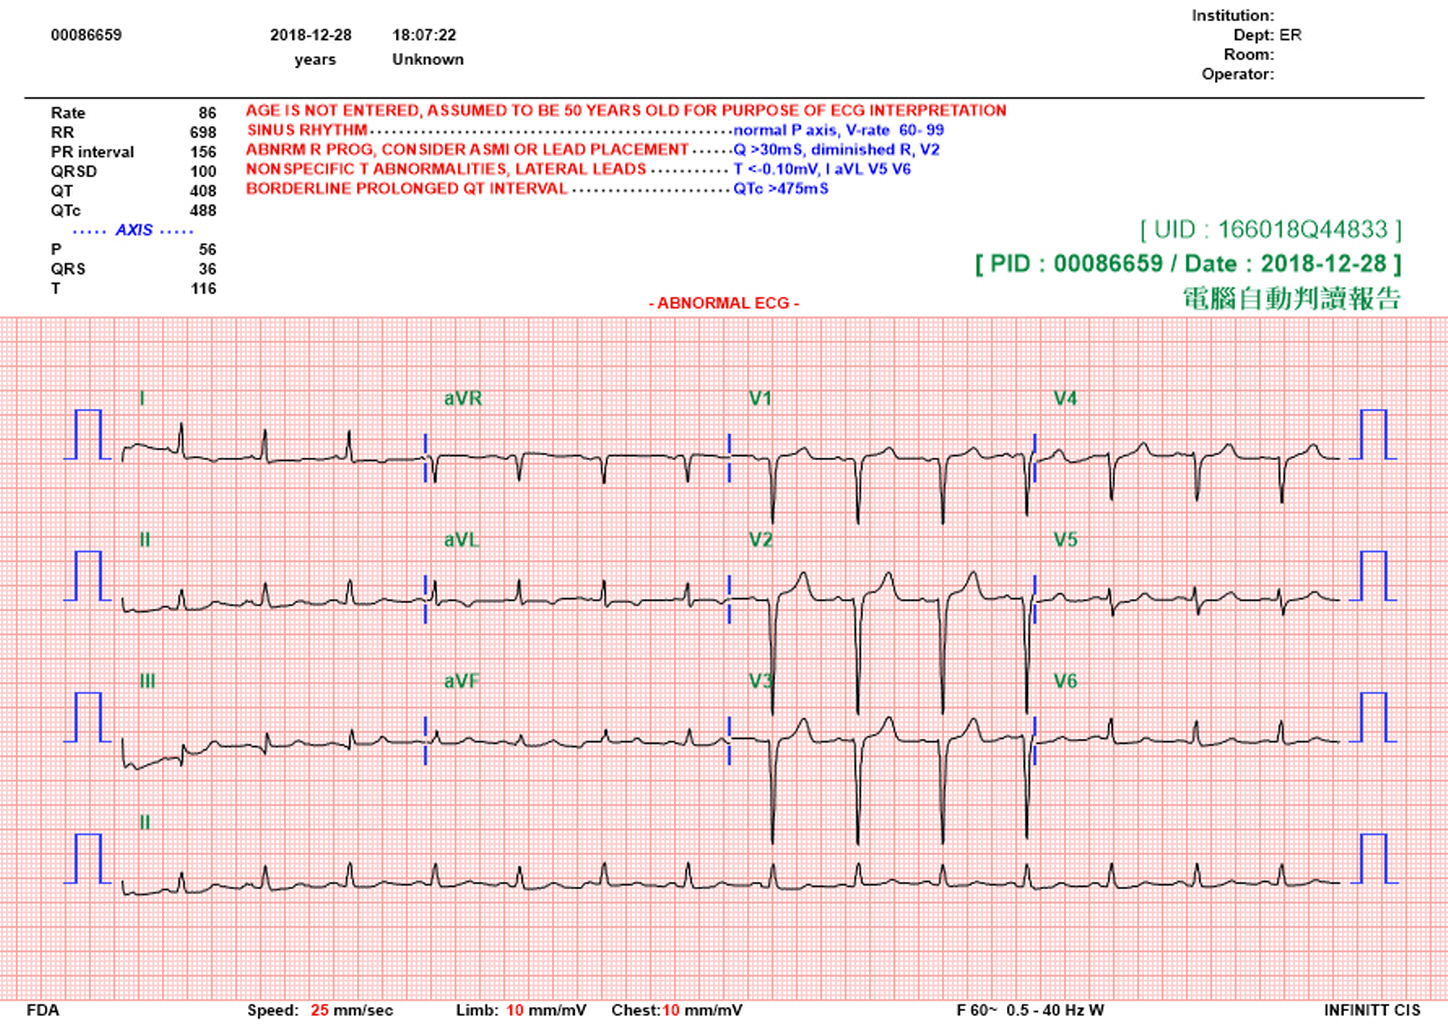 Institution:
00086659 2018-12-28 18:07:22 Dept: ER
years Unknown Room:
Operator:
Rate 86 AGE IS NOT ENTERED, ASSUMED TO BE 50 YEARS OLD FOR PURPOSE OF ECG INTERPRETATION
RR 698 SINUS RHYTHM normal P axis, V-rate 60- 99
PR interval 156 ABNRM R PROG, CONSIDER ASMI OR LEAD PLACEMENT Q >30mS, diminished R, V2
QRSD 100 NONSPECIFIC T ABNORMALITIES, LATERAL LEADS T <-0.10mV, I aVL V5 V6
QT 408 BORDERLINE PROLONGED QT INTERVAL QTc >475mS
QTc 488
····· AXIS ·····
P 56
QRS 36
T 116
[ UID : 166018Q44833 ]
[ PID : 00086659 / Date : 2018-12-28 ]
電腦自動判讀報告
- ABNORMAL ECG -
I aVR V1 V4
II aVL V2 V5
III aVF V3 V6
II
FDA Speed: 25 mm/sec Limb: 10 mm/mV Chest:10 mm/mV F 60~ 0.5 - 40 Hz W INFINITT CIS